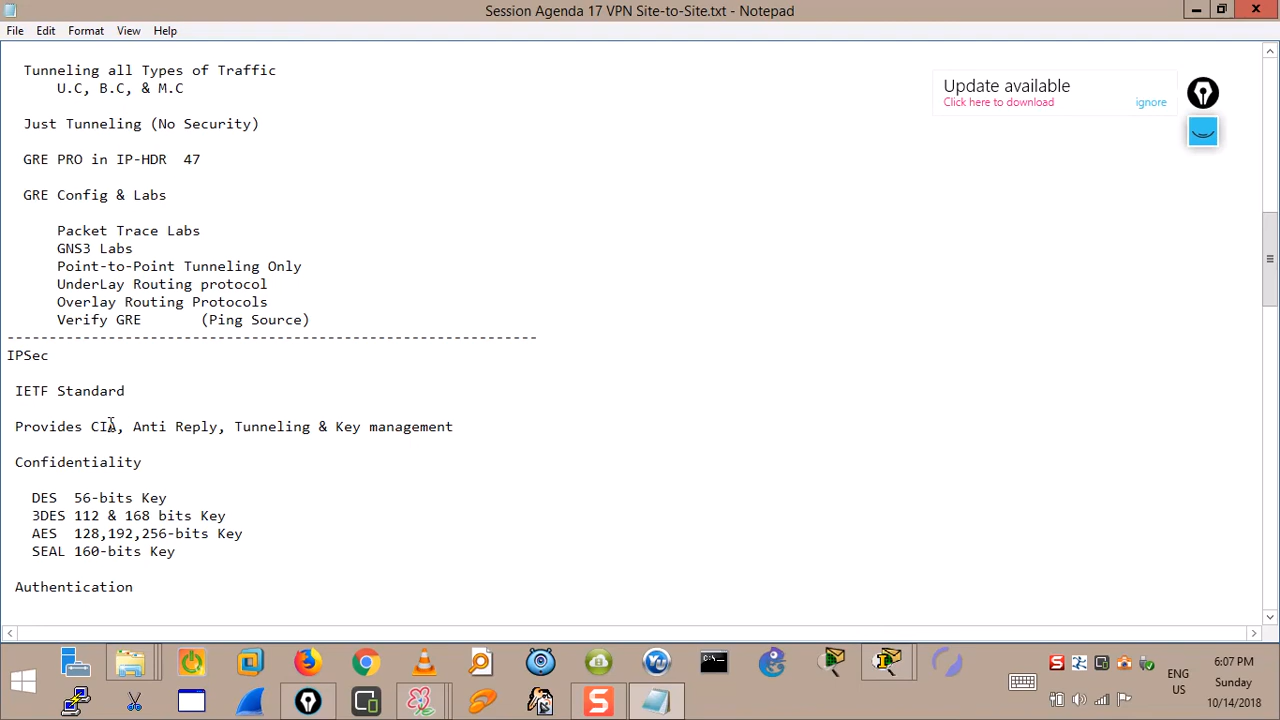 Session Agenda 17 VPN Site-to-Site.txt - Notepad
File Edit Format View Help
Tunneling all Types of Traffic
U.C, B.C, & M.C
Just Tunneling (No Security)
GRE PRO in IP-HDR 47
GRE Config & Labs
Packet Trace Labs
GNS3 Labs
Point-to-Point Tunneling Only
UnderLay Routing protocol
Overlay Routing Protocols
Verify GRE (Ping Source)
---------------------------------------------------------------
IPSec
IETF Standard
Provides CIA, Anti Reply, Tunneling & Key management
Confidentiality
DES 56-bits Key
3DES 112 & 168 bits Key
AES 128,192,256-bits Key
SEAL 160-bits Key
Authentication
Update available
Click here to download ignore
ENG
US
6:07 PM
Sunday
10/14/2018